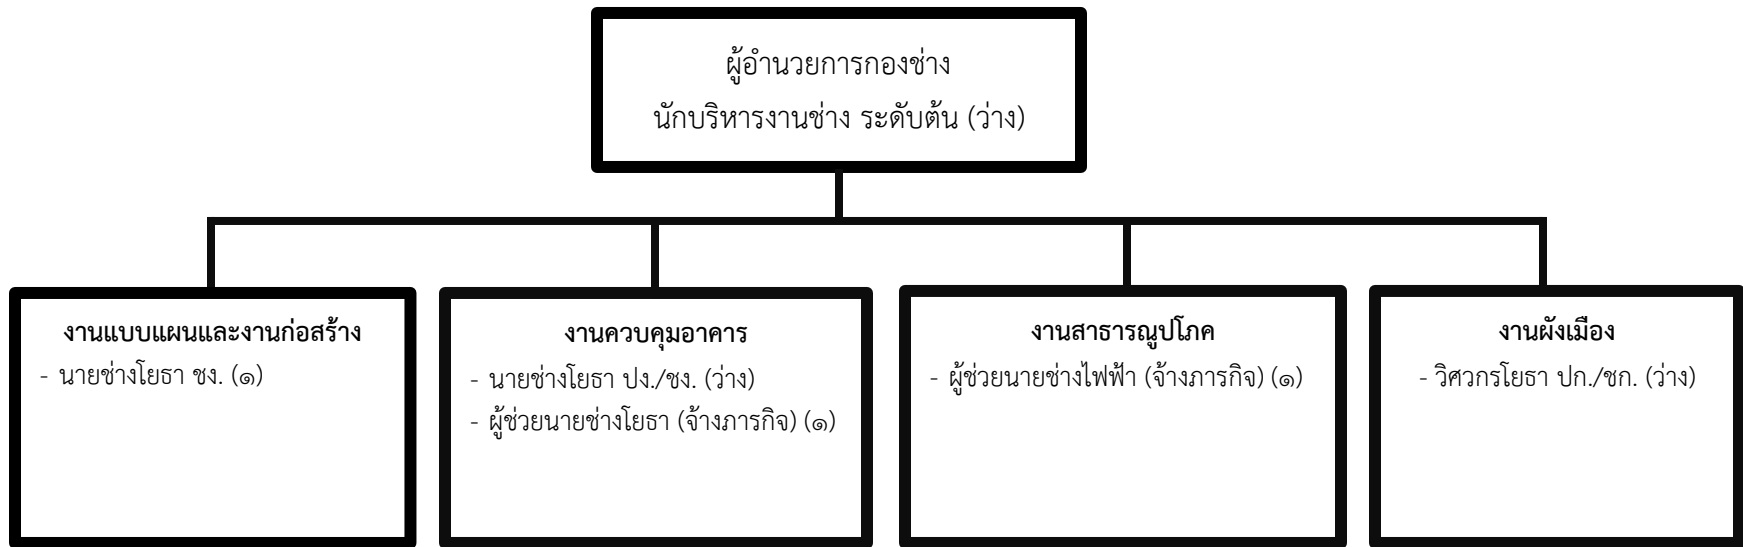 ผู้อำนวยการกองช่าง
นักบริหารงานช่าง ระดับต้น (ว่าง)
งานแบบแผนและงานก่อสร้าง
- นายช่างโยธา ชง. (๑)
งานควบคุมอาคาร
- นายช่างโยธา ปง./ชง. (ว่าง)
- ผู้ช่วยนายช่างโยธา (จ้างภารกิจ) (๑)
งานสาธารณูปโภค
- ผู้ช่วยนายช่างไฟฟ้า (จ้างภารกิจ) (๑)
งานผังเมือง
- วิศวกรโยธา ปก./ชก. (ว่าง)